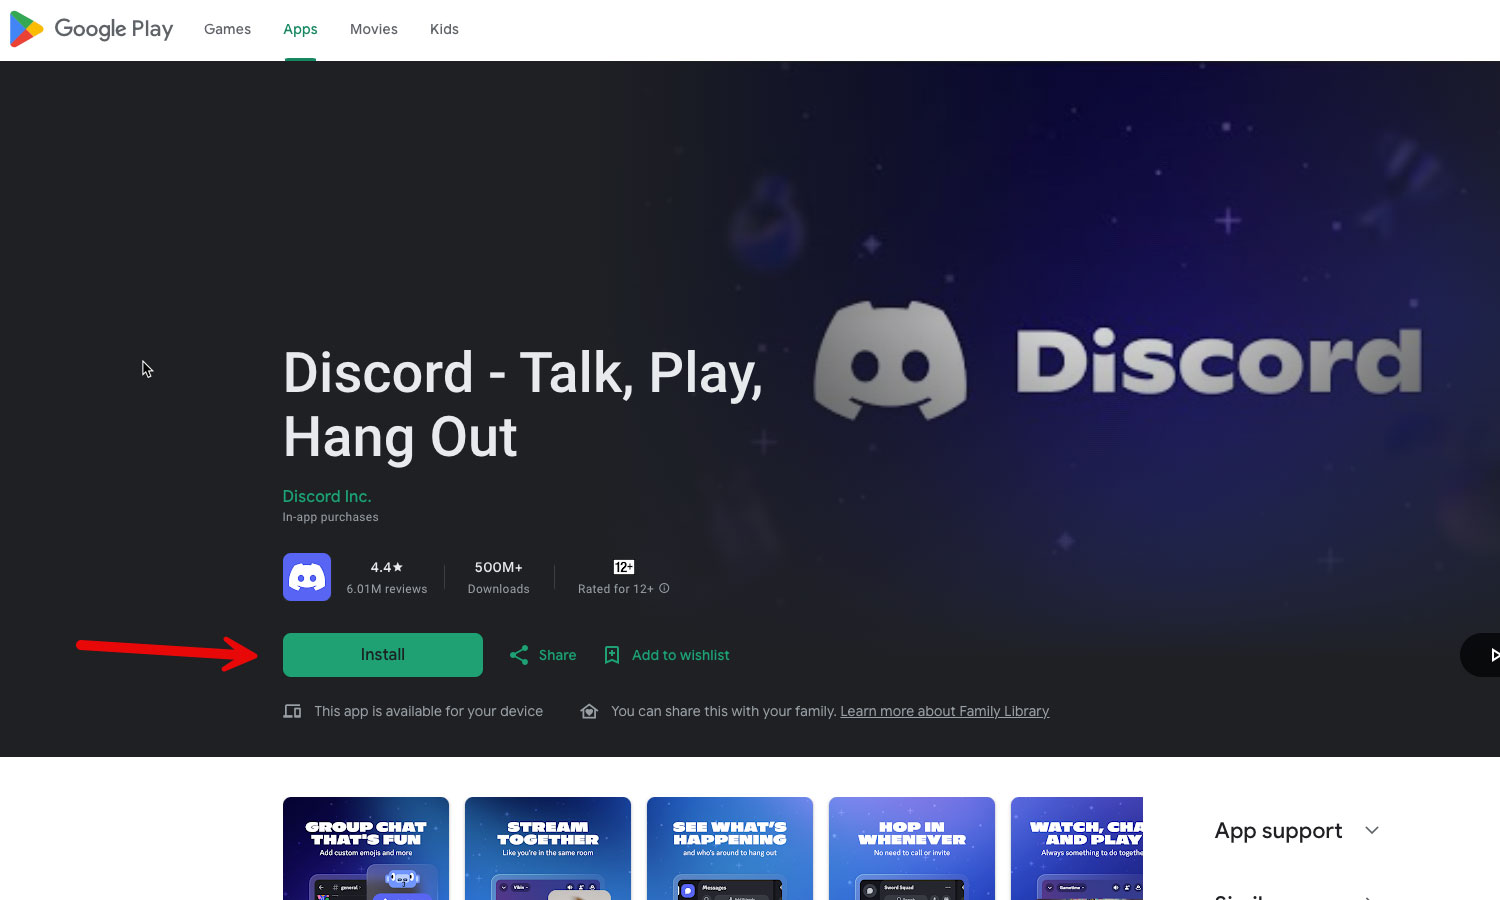 Google Play Games Apps Movies Kids
Discord
Discord - Talk, Play,
Hang Out
Discord Inc.
In-app purchases
4.4★ 500M+ 12+
6.01M reviews Downloads Rated for 12+
Install Share Add to wishlist
This app is available for your device You can share this with your family. Learn more about Family Library
GROUP CHAT
THAT'S FUN
Add custom emojis and more
general
STREAM
TOGETHER
Like you're in the same room
SEE WHAT'S
HAPPENING
and who's around to hang out
Messages
HOP IN
WHENEVER
No need to call or invite
Sword Squad
WATCH, CHA
AND PLAY
Always something to do togethe
Gametime
App support